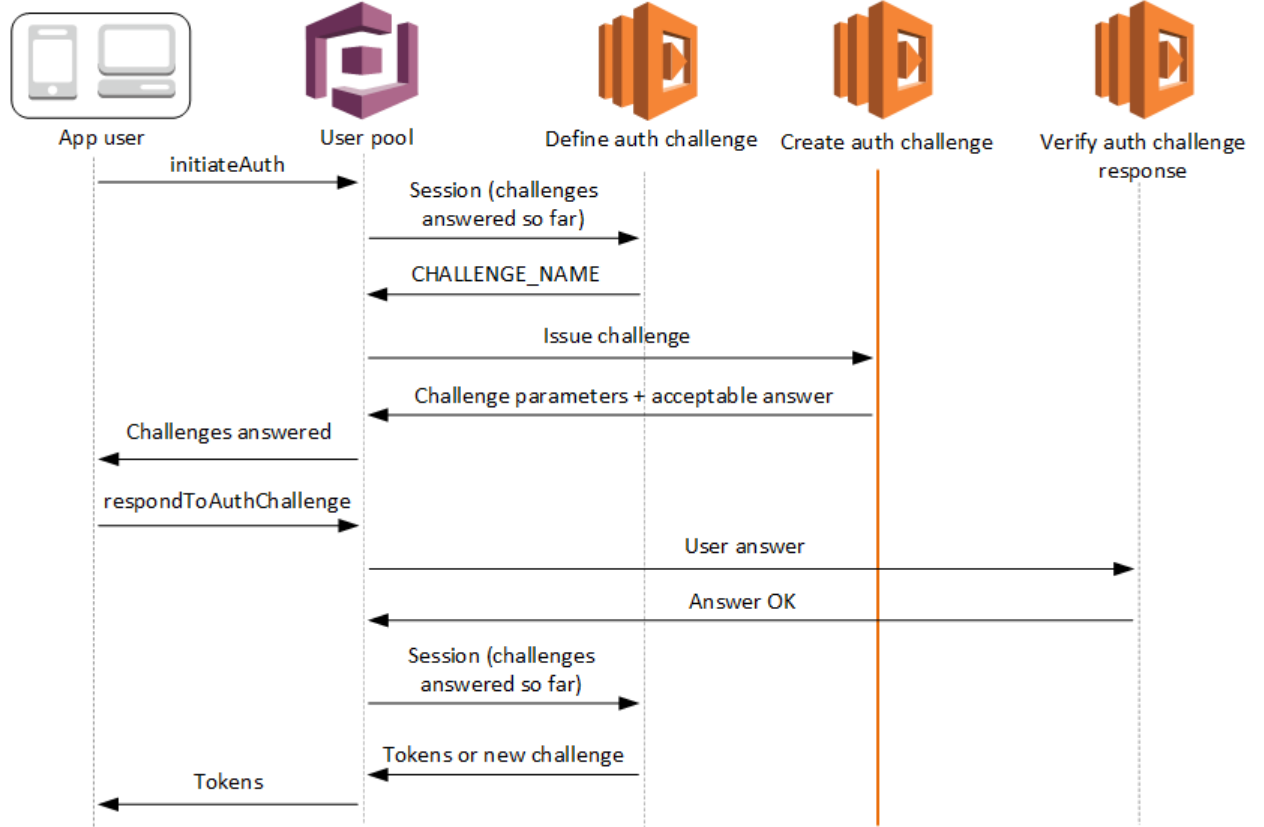 App user
User pool
Define auth challenge
Create auth challenge
Verify auth challenge
response
initiateAuth
Session (challenges
answered so far)
CHALLENGE_NAME
Issue challenge
Challenge parameters + acceptable answer
Challenges answered
respondToAuthChallenge
User answer
Answer OK
Session (challenges
answered so far)
Tokens or new challenge
Tokens